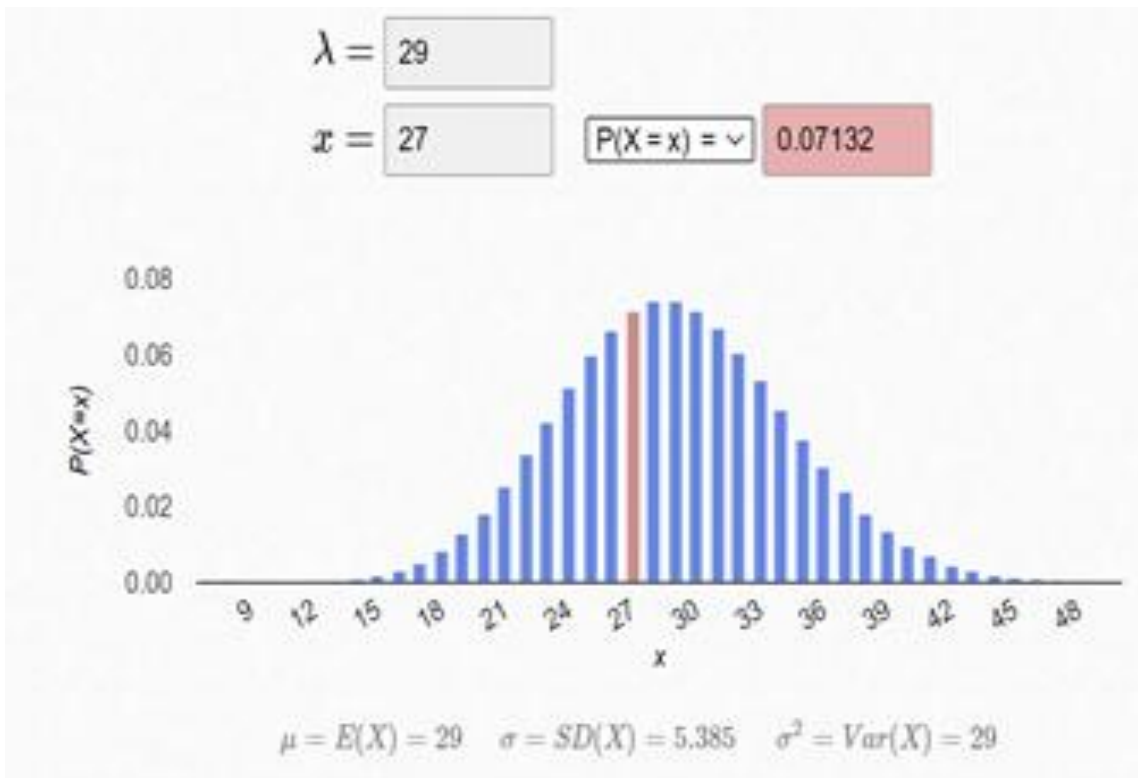 λ = 29
x = 27 P(X = x) = 0.07132
0.08
0.06
0.04
0.02
0.00
P(X=x)
9 12 15 18 21 24 27 30 33 36 39 42 45 48
x
μ = E(X) = 29 σ = SD(X) = 5.385 σ² = Var(X) = 29